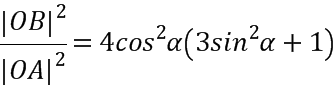 |OB|²/|OA|² = 4cos²α(3sin²α + 1)